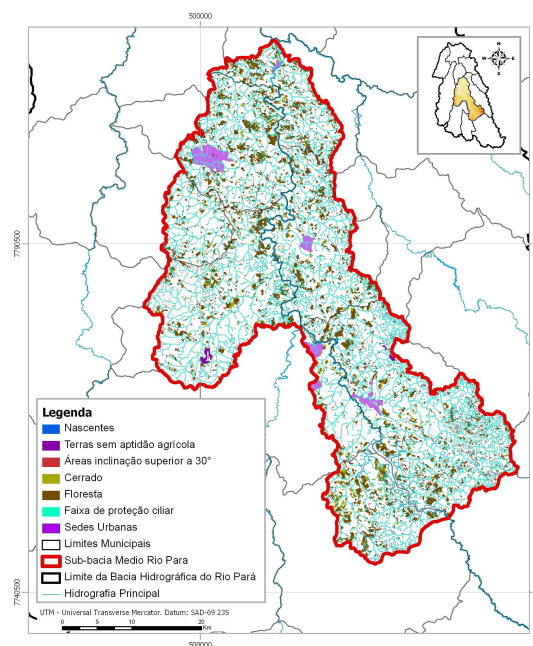 500000
N
W E
S
7790500
Legenda
Nascentes
Terras sem aptidão agrícola
Áreas inclinação superior a 30°
Cerrado
Floresta
Faixa de proteção ciliar
Sedes Urbanas
Limites Municipais
Sub-bacia Medio Rio Para
Limite da Bacia Hidrográfica do Rio Pará
Hidrografia Principal
7740500
UTM - Universal Transverse Mercator. Datum: SAD-69 23S
0 5 10 20
Km
500000